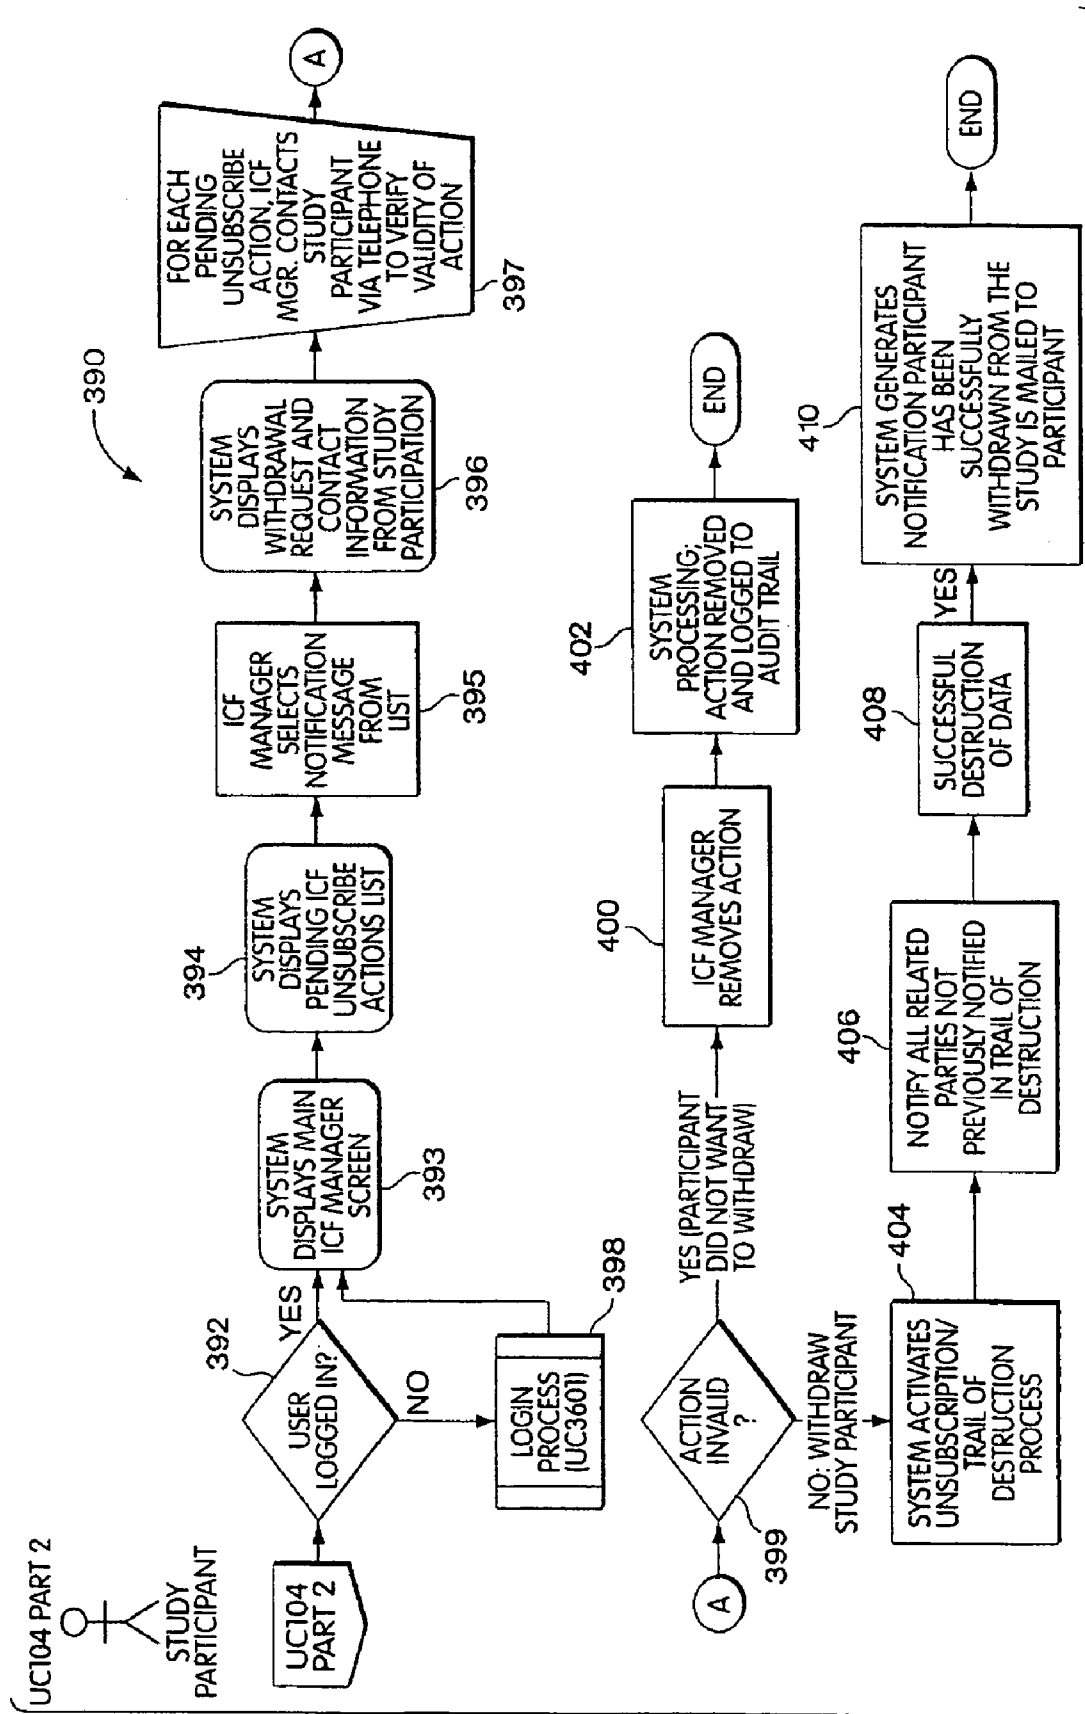 UC104 PART 2
STUDY
PARTICIPANT
UC104
PART 2
392
USER
LOGGED IN?
YES
NO
LOGIN
PROCESS
(UC3601)
398
SYSTEM
DISPLAYS MAIN
ICF MANAGER
SCREEN
393
394
SYSTEM
DISPLAYS
PENDING ICF
UNSUBSCRIBE
ACTIONS LIST
ICF
MANAGER
SELECTS
NOTIFICATION
MESSAGE
FROM
LIST
395
390
SYSTEM
DISPLAYS
WITHDRAWAL
REQUEST AND
CONTACT
INFORMATION
FROM STUDY
PARTICIPATION
396
FOR EACH
PENDING
UNSUBSCRIBE
ACTION, ICF
MGR. CONTACTS
STUDY
PARTICIPANT
VIA TELEPHONE
TO VERIFY
VALIDITY OF
ACTION
397
A
A
ACTION
INVALID
?
399
YES (PARTICIPANT
DID NOT WANT
TO WITHDRAW)
400
ICF MANAGER
REMOVES ACTION
402
SYSTEM
PROCESSING;
ACTION REMOVED
AND LOGGED TO
AUDIT TRAIL
END
NO: WITHDRAW
STUDY PARTICIPANT
404
SYSTEM ACTIVATES
UNSUBSCRIPTION/
TRAIL OF
DESTRUCTION
PROCESS
406
NOTIFY ALL RELATED
PARTIES NOT
PREVIOUSLY NOTIFIED
IN TRAIL OF
DESTRUCTION
408
SUCCESSFUL
DESTRUCTION
OF DATA
YES
410
SYSTEM GENERATES
NOTIFICATION PARTICIPANT
HAS BEEN
SUCCESSFULLY
WITHDRAWN FROM THE
STUDY IS MAILED TO
PARTICIPANT
END